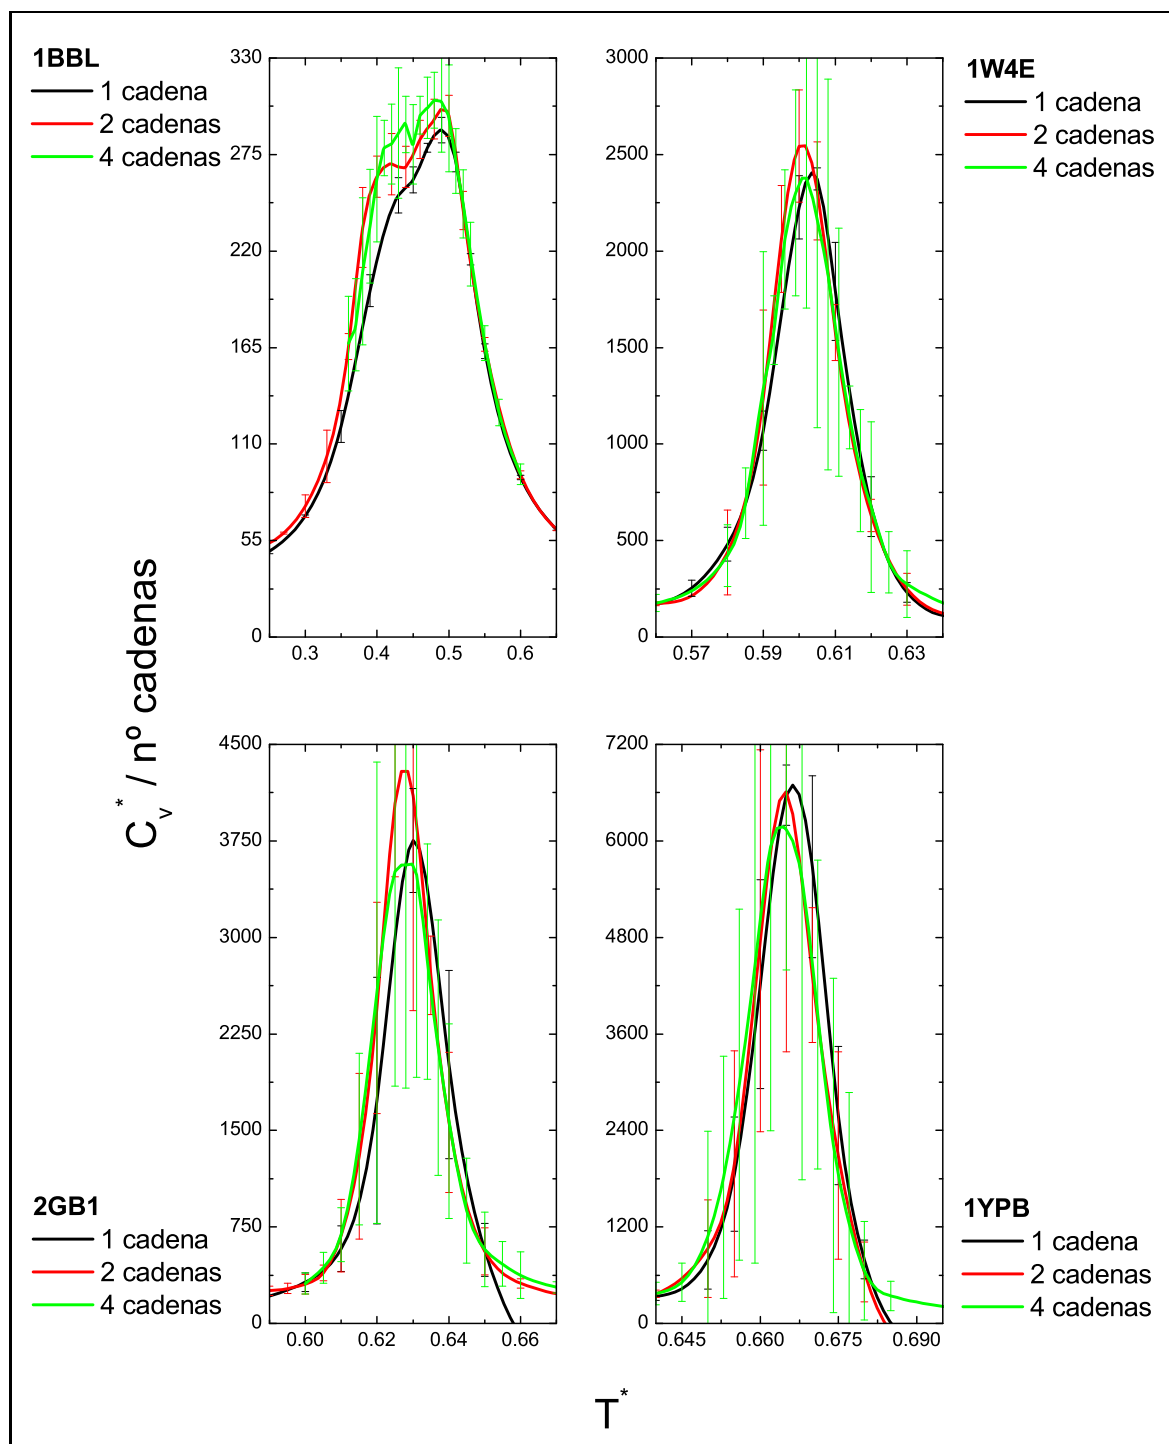 1BBL
1 cadena
2 cadenas
4 cadenas
330
275
220
165
110
55
0
0.3 0.4 0.5 0.6
1W4E
1 cadena
2 cadenas
4 cadenas
3000
2500
2000
1500
1000
500
0
0.57 0.59 0.61 0.63
C_v^* / nº cadenas
2GB1
1 cadena
2 cadenas
4 cadenas
4500
3750
3000
2250
1500
750
0
0.60 0.62 0.64 0.66
1YPB
1 cadena
2 cadenas
4 cadenas
7200
6000
4800
3600
2400
1200
0
0.645 0.660 0.675 0.690
T^*